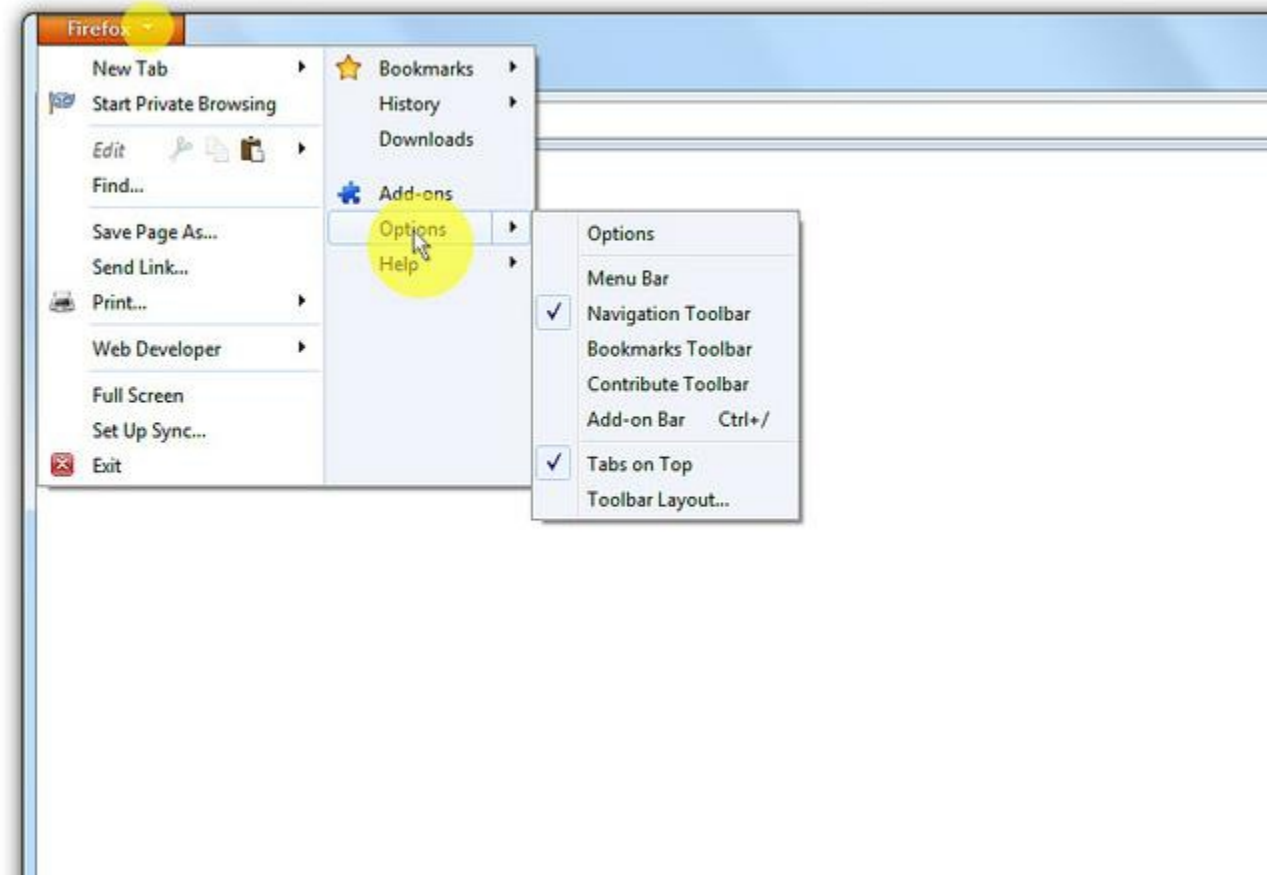 Firefox
New Tab
Start Private Browsing
Edit
Find...
Save Page As...
Send Link...
Print...
Web Developer
Full Screen
Set Up Sync...
Exit
Bookmarks
History
Downloads
Add-ons
Options
Help
Options
Menu Bar
Navigation Toolbar
Bookmarks Toolbar
Contribute Toolbar
Add-on Bar Ctrl+/
Tabs on Top
Toolbar Layout...